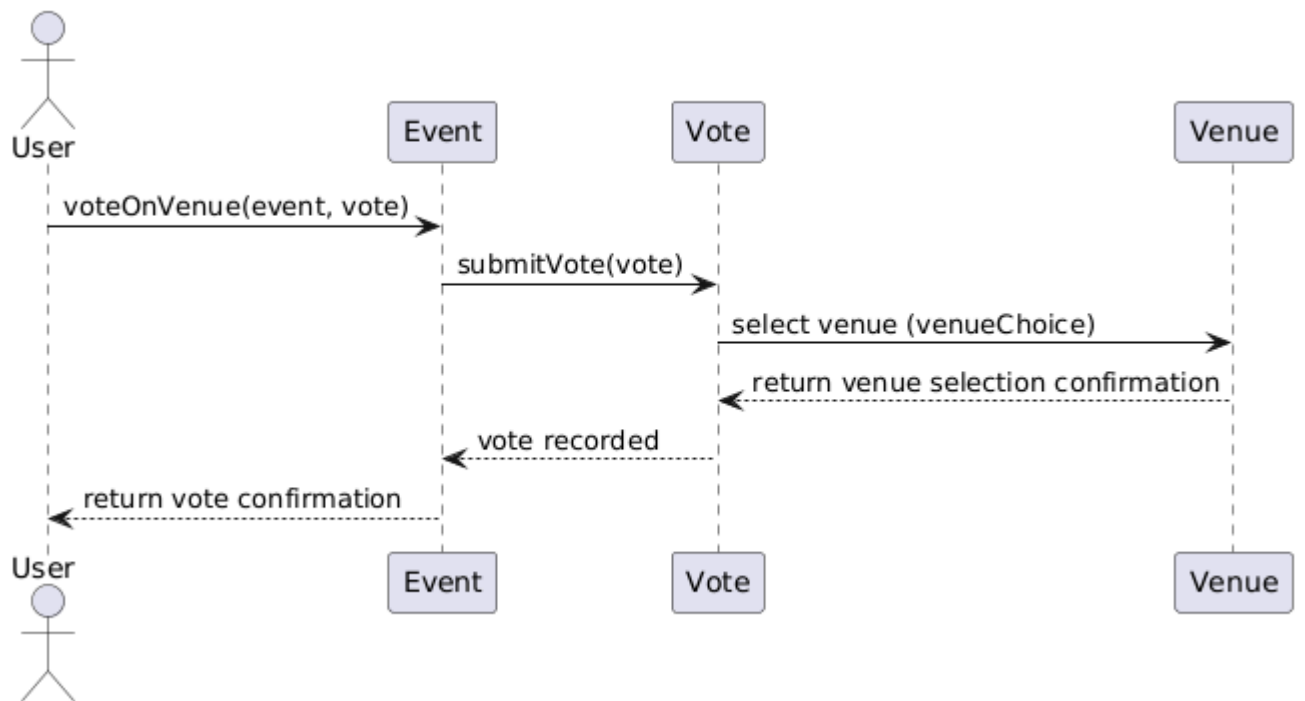 User
Event
Vote
Venue
voteOnVenue(event, vote)
submitVote(vote)
select venue (venueChoice)
return venue selection confirmation
vote recorded
return vote confirmation
User
Event
Vote
Venue